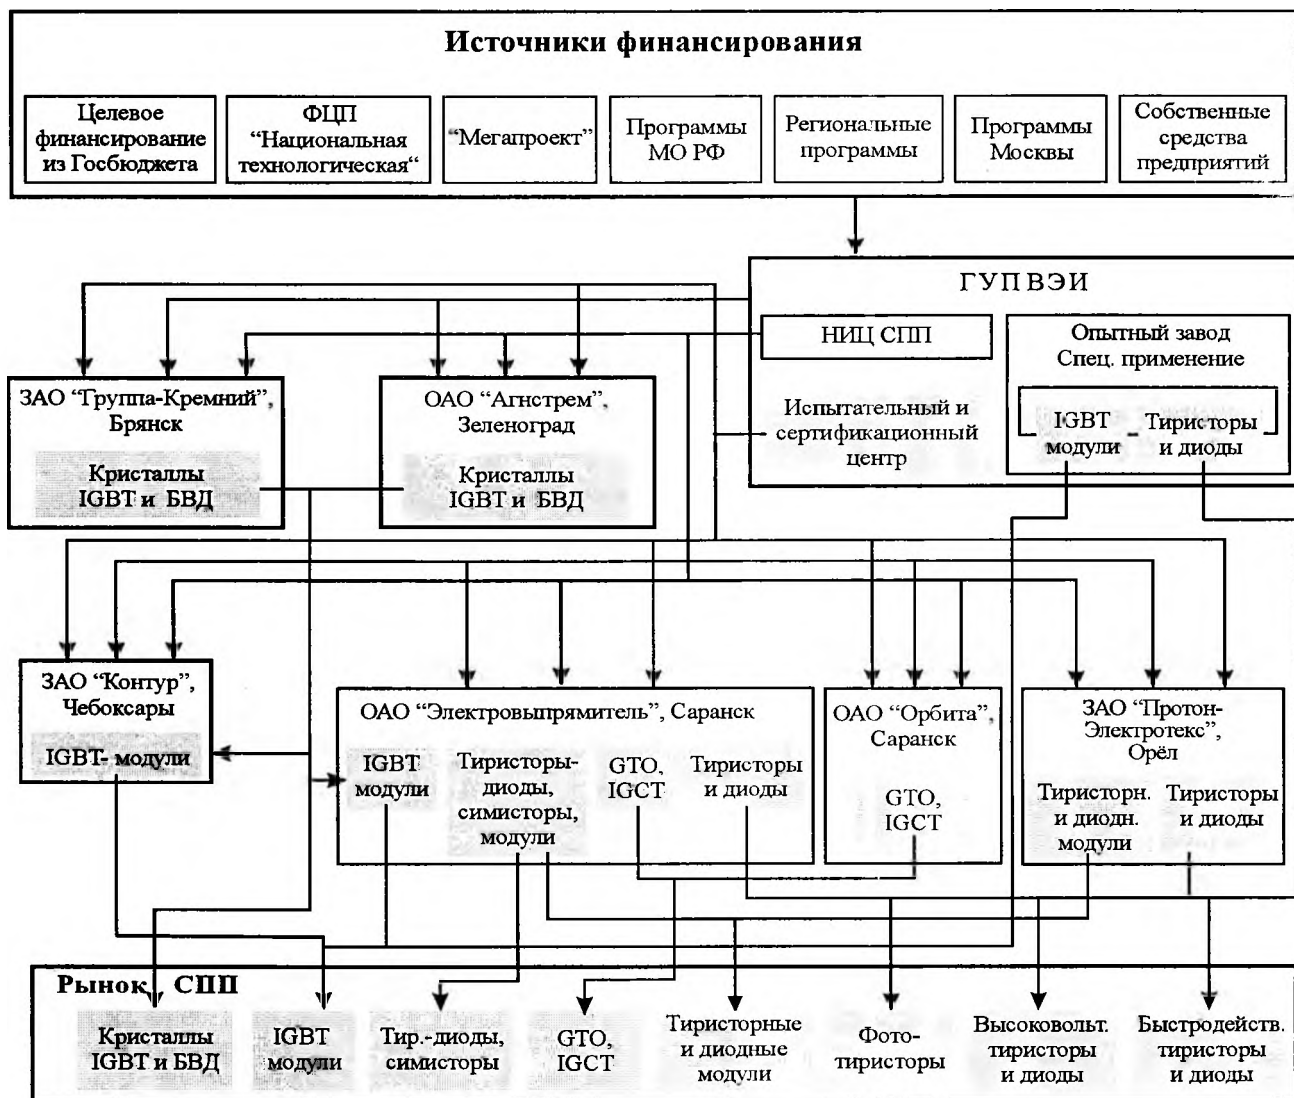 Источники финансирования
Целевое
финансирование
из Госбюджета
ФЦП
“Национальная
технологическая“
“Мегапроект”
Программы
МО РФ
Региональные
программы
Программы
Москвы
Собственные
средства
предприятий
ГУП ВЭИ
НИЦ СПП
Испытательный и
сертификационный
центр
Опытный завод
Спец. применение
IGBT
модули
Тиристоры
и диоды
ЗАО “Группа-Кремний”,
Брянск
Кристаллы
IGBT и БВД
ОАО “Агнстрем”,
Зеленоград
Кристаллы
IGBT и БВД
ЗАО “Контур”,
Чебоксары
IGBT- модули
ОАО “Электровыпрямитель”, Саранск
IGBT
модули
Тиристоры-
диоды,
симисторы,
модули
GTO,
IGCT
Тиристоры
и диоды
ОАО “Орбита”,
Саранск
GTO,
IGCT
ЗАО “Протон-
Электротекс”,
Орёл
Тиристорн.
и диодн.
модули
Тиристоры
и диоды
Рынок СПП
Кристаллы
IGBT и БВД
IGBT
модули
Тир.-диоды,
симисторы
GTO,
IGCT
Тиристорные
и диодные
модули
Фото-
тиристоры
Высоковольт.
тиристоры
и диоды
Быстродейств.
тиристоры
и диоды